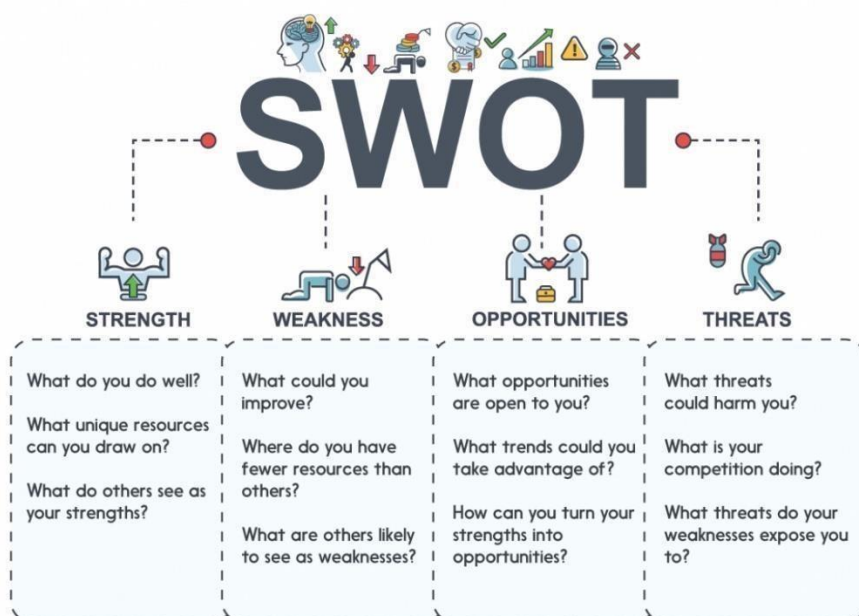 SWOT
STRENGTH
What do you do well?
What unique resources
can you draw on?
What do others see as
your strengths?
WEAKNESS
What could you
improve?
Where do you have
fewer resources than
others?
What are others likely
to see as weaknesses?
OPPORTUNITIES
What opportunities
are open to you?
What trends could you
take advantage of?
How can you turn your
strengths into
opportunities?
THREATS
What threats
could harm you?
What is your
competition doing?
What threats do your
weaknesses expose you
to?